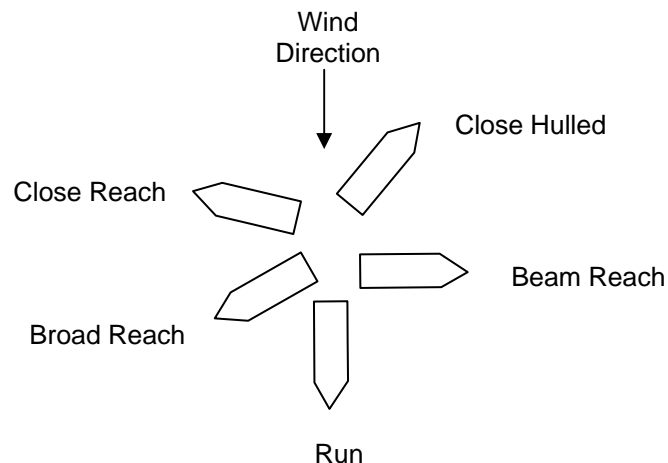 Wind
Direction
Close Hulled
Close Reach
Beam Reach
Broad Reach
Run